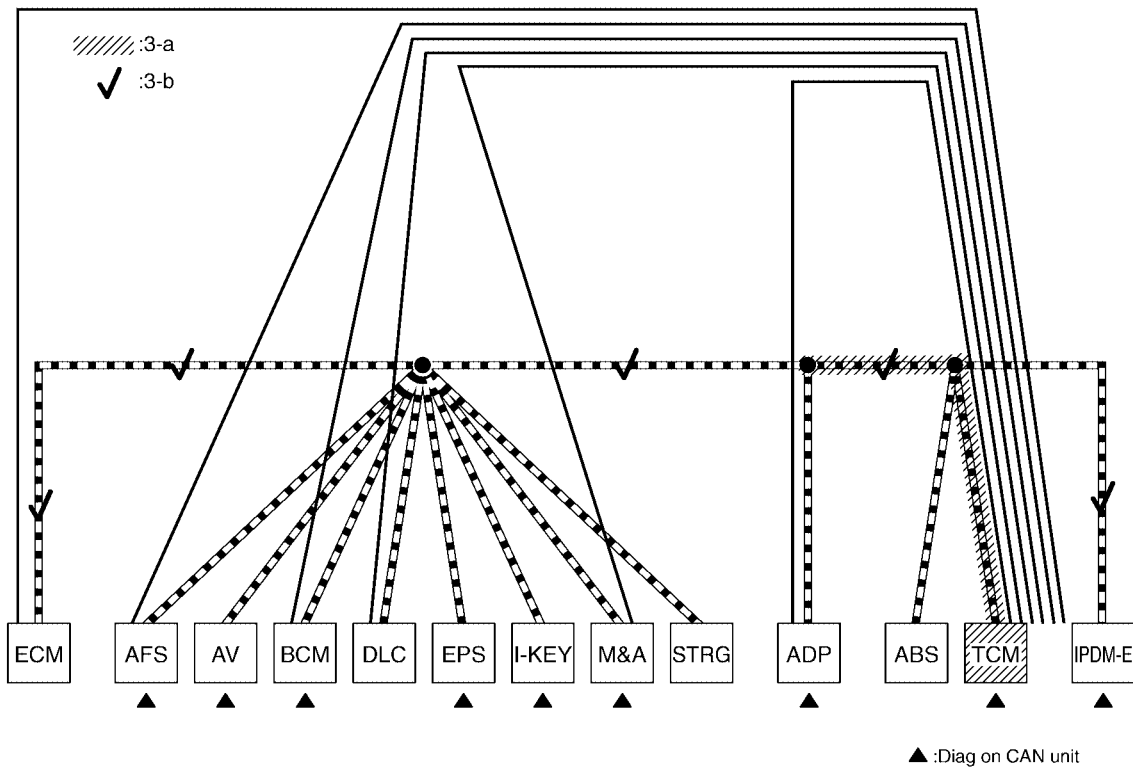 :3-a
:3-b
ECM
AFS
AV
BCM
DLC
EPS
I-KEY
M&A
STRG
ADP
ABS
TCM
IPDM-E
:Diag on CAN unit